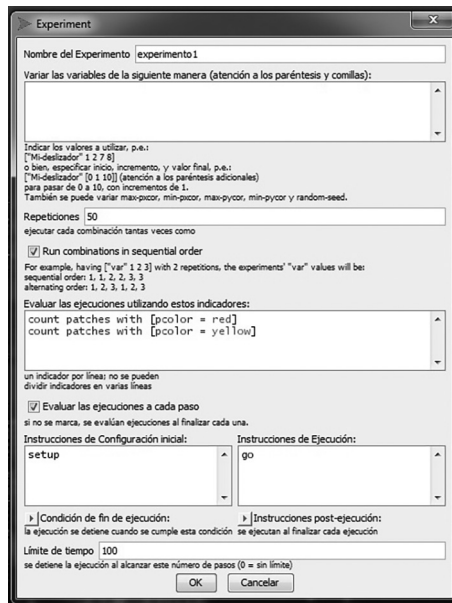 Experiment
Nombre del Experimento experimento1
Variar las variables de la siguiente manera (atención a los paréntesis y comillas):
Indicar los valores a utilizar, p.e.:
["Mi-deslizador" 1 2 7 8]
o bien, especificar inicio, incremento, y valor final, p.e.:
["Mi-deslizador" [0 1 10]] (atención a los paréntesis adicionales)
para pasar de 0 a 10, con incrementos de 1.
También se puede variar max-pxcor, min-pxcor, max-pycor, min-pycor y random-seed.
Repeticiones 50
ejecutar cada combinación tantas veces como
Run combinations in sequential order
For example, having ["var" 1 2 3] with 2 repetitions, the experiments' "var" values will be:
sequential order: 1, 1, 2, 2, 3, 3
alternating order: 1, 2, 3, 1, 2, 3
Evaluar las ejecuciones utilizando estos indicadores:
count patches with [pcolor = red]
count patches with [pcolor = yellow]
un indicador por línea; no se pueden
dividir indicadores en varias líneas
Evaluar las ejecuciones a cada paso
si no se marca, se evalúan ejecuciones al finalizar cada una.
Instrucciones de Configuración inicial: Instrucciones de Ejecución:
setup go
Condición de fin de ejecución: Instrucciones post-ejecución:
la ejecución se detiene cuando se cumple esta condición se ejecutan al finalizar cada ejecución
Límite de tiempo 100
se detiene la ejecución al alcanzar este número de pasos (0 = sin límite)
OK Cancelar